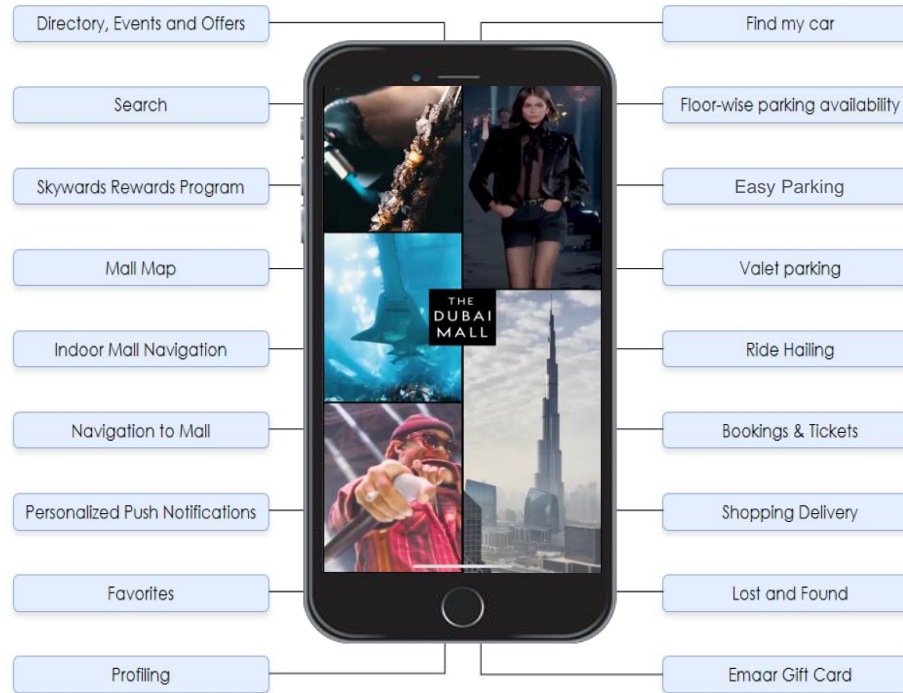 Directory, Events and Offers
Search
Skywards Rewards Program
Mall Map
Indoor Mall Navigation
Navigation to Mall
Personalized Push Notifications
Favorites
Profiling
THE
DUBAI
MALL
Find my car
Floor-wise parking availability
Easy Parking
Valet parking
Ride Hailing
Bookings & Tickets
Shopping Delivery
Lost and Found
Emaar Gift Card